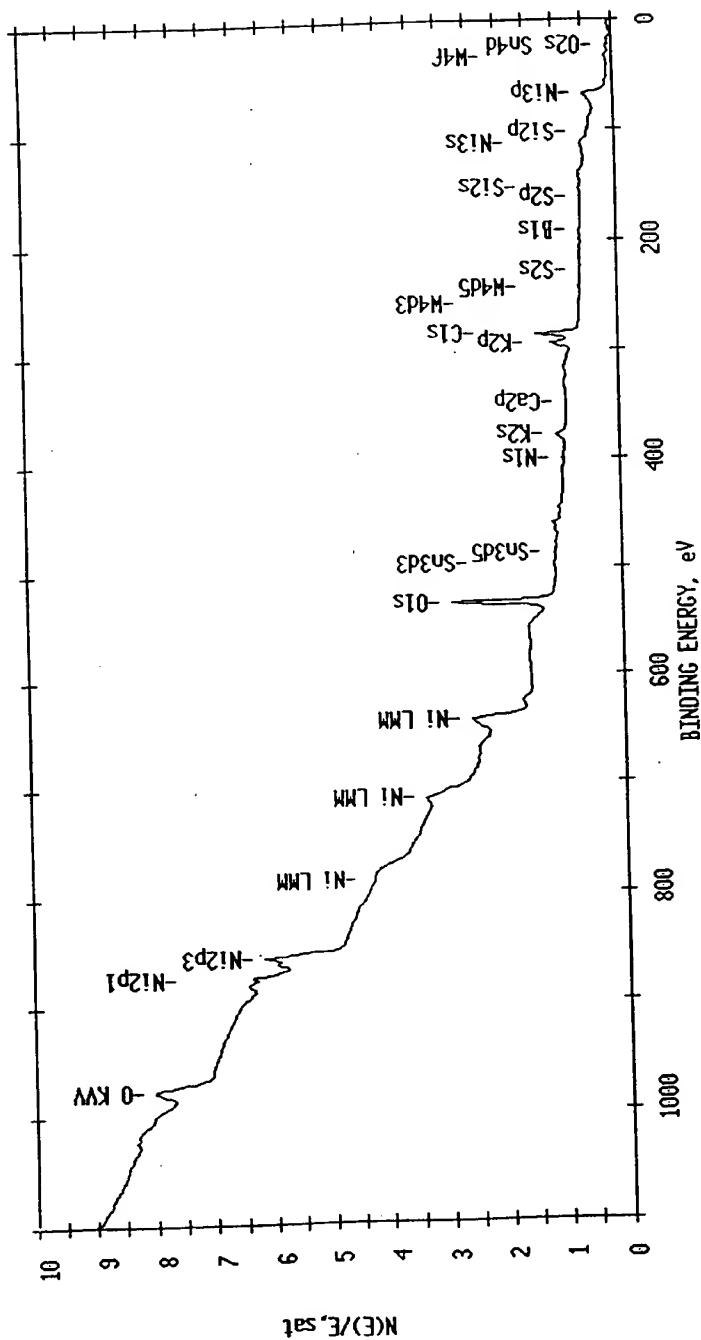 N(E)/E,sat
10
9
8
7
6
5
4
3
2
1
0
-O KVV
-Ni2p1
-Ni2p3
-Ni LMM
-Ni LMM
-Ni LMM
-O1s
-Sn3d3
-Sn3d5
-N1s
-K2s
-Ca2p
-K2p
-C1s
-W4d3
-W4d5
-S2s
-B1s
-S2p
-Si2s
-Ni3s
-Si2p
-Ni3p
-W4F
-O2s Sn4d
1000
800
600
400
200
0
BINDING ENERGY, eV